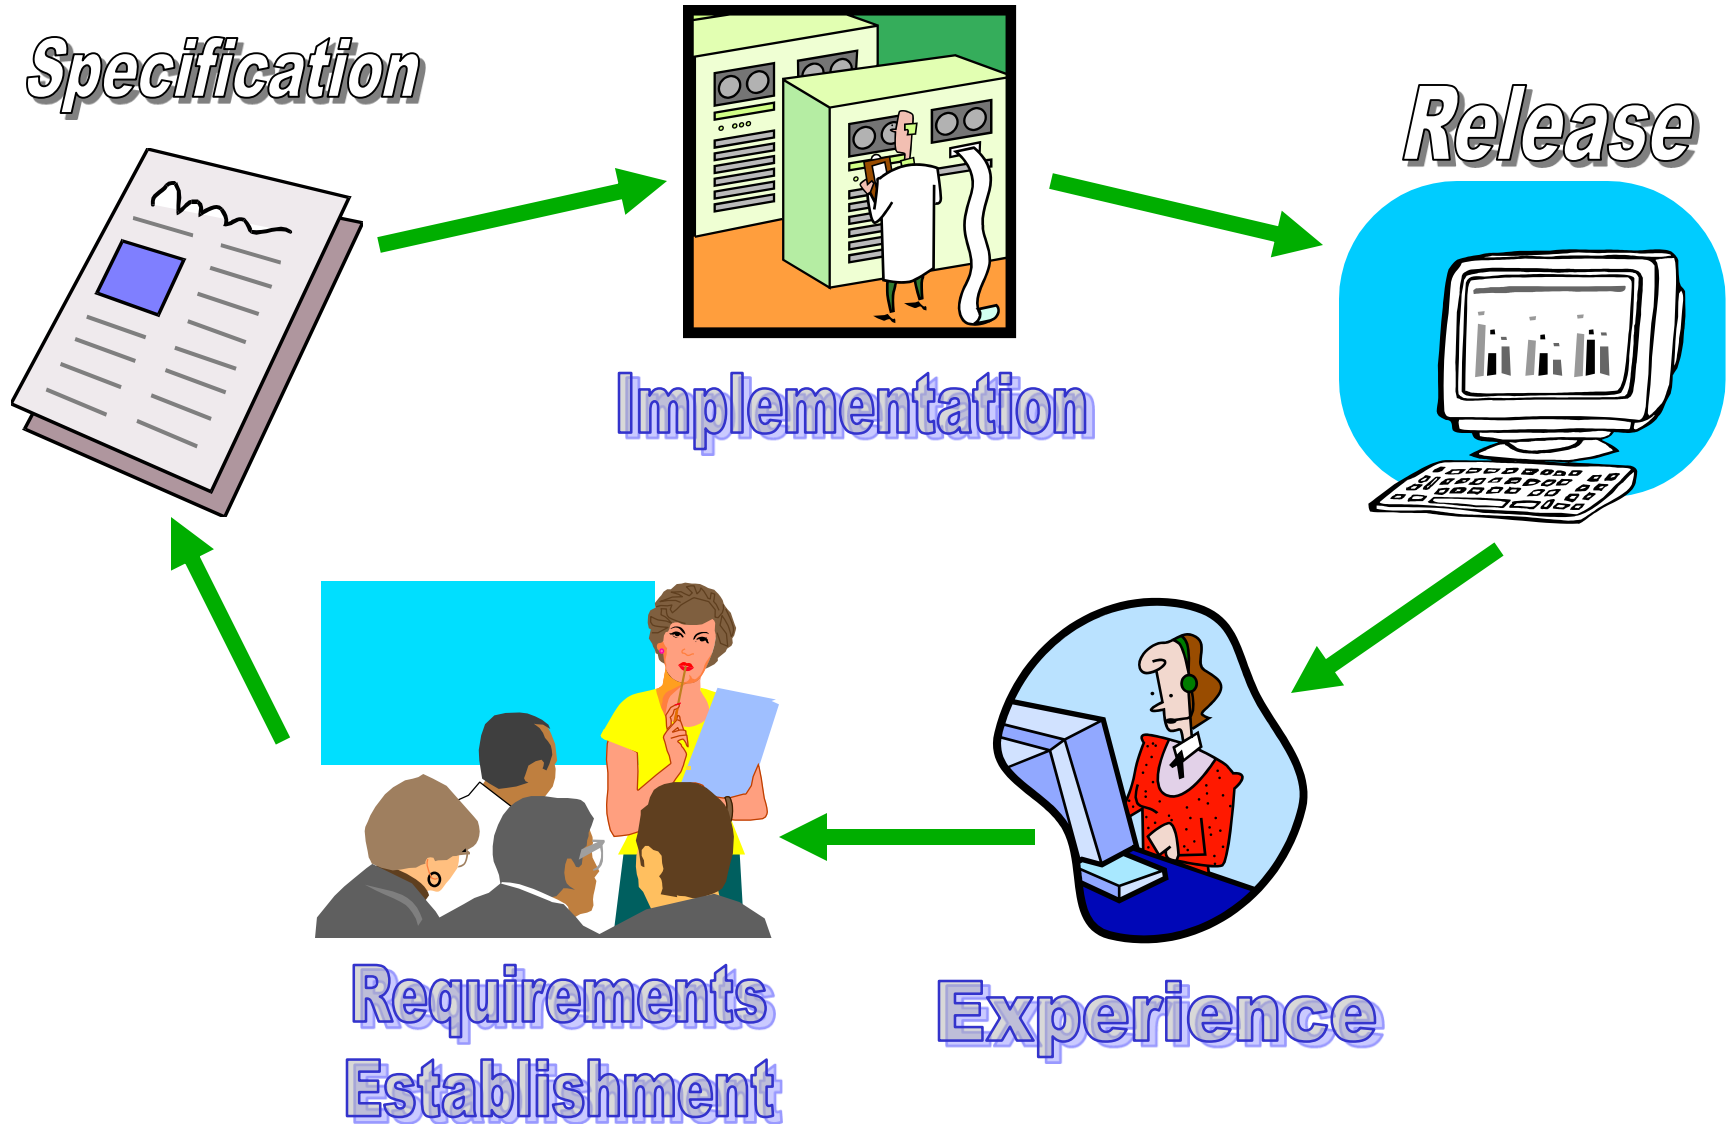 Specification
Release
Implementation
Requirements
Establishment
Experience